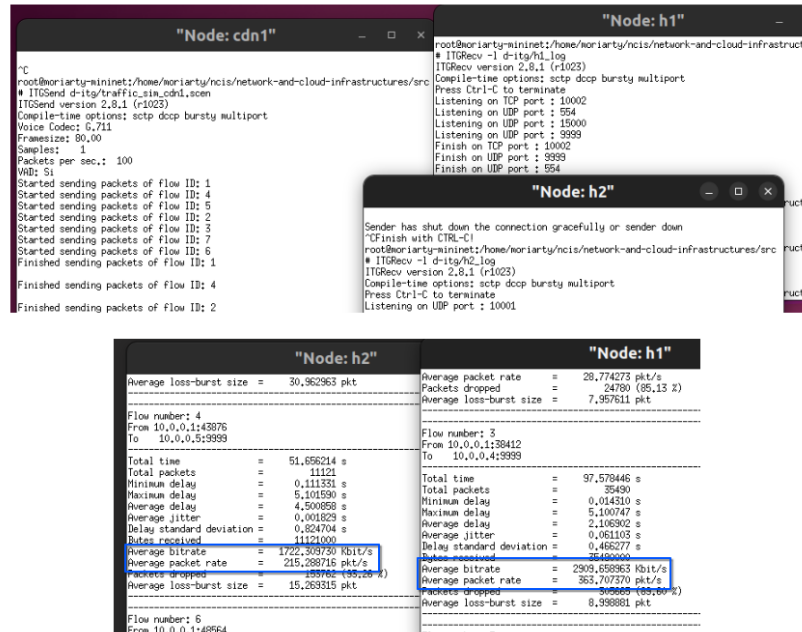 "Node: cdn1"
^C
root@moriarty-mininet:/home/moriarty/ncis/network-and-cloud-infrastructures/src
# ITGSend d-itg/traffic_sim_cdn1.scen
ITGSend version 2.8.1 (r1023)
Compile-time options: sctp dccp bursty multiport
Voice Codec: G.711
Framesize: 80.00
Samples: 1
Packets per sec.: 100
VAD: Si
Started sending packets of flow ID: 1
Started sending packets of flow ID: 4
Started sending packets of flow ID: 5
Started sending packets of flow ID: 2
Started sending packets of flow ID: 3
Started sending packets of flow ID: 7
Started sending packets of flow ID: 6
Finished sending packets of flow ID: 1
Finished sending packets of flow ID: 4
Finished sending packets of flow ID: 2
"Node: h1"
root@moriarty-mininet:/home/moriarty/ncis/network-and-cloud-infrastruct
# ITGRecv -l d-itg/h1_log
ITGRecv version 2.8.1 (r1023)
Compile-time options: sctp dccp bursty multiport
Press Ctrl-C to terminate
Listening on TCP port : 10002
Listening on UDP port : 554
Listening on UDP port : 15000
Listening on UDP port : 9999
Finish on TCP port : 10002
Finish on UDP port : 9999
Finish on UDP port : 554
"Node: h2"
Sender has shut down the connection gracefully or sender down
^CFinish with CTRL-C!
root@moriarty-mininet:/home/moriarty/ncis/network-and-cloud-infrastructures/src
# ITGRecv -l d-itg/h2_log
ITGRecv version 2.8.1 (r1023)
Compile-time options: sctp dccp bursty multiport
Press Ctrl-C to terminate
Listening on UDP port : 10001
ruct
ruct
ruct
"Node: h2"
Average loss-burst size = 30.962963 pkt
Flow number: 4
From 10.0.0.1:43876
To 10.0.0.5:9999
Total time = 51.656214 s
Total packets = 11121
Minimum delay = 0.111331 s
Maximum delay = 5.101590 s
Average delay = 4.500858 s
Average jitter = 0.001829 s
Delay standard deviation = 0.824704 s
Bytes received = 11121000
Average bitrate = 1722.309730 Kbit/s
Average packet rate = 215.288716 pkt/s
Packets dropped = 153762 (93.26 %)
Average loss-burst size = 15.269315 pkt
Flow number: 6
From 10.0.0.1:48564
"Node: h1"
Average packet rate = 28.774273 pkt/s
Packets dropped = 24780 (85.13 %)
Average loss-burst size = 7.957611 pkt
Flow number: 3
From 10.0.0.1:38412
To 10.0.0.4:9999
Total time = 97.578446 s
Total packets = 35490
Minimum delay = 0.014310 s
Maximum delay = 5.100747 s
Average delay = 2.106902 s
Average jitter = 0.061103 s
Delay standard deviation = 0.466277 s
Bytes received = 35490000
Average bitrate = 2909.658963 Kbit/s
Average packet rate = 363.707370 pkt/s
Packets dropped = 305665 (89.60 %)
Average loss-burst size = 8.998881 pkt